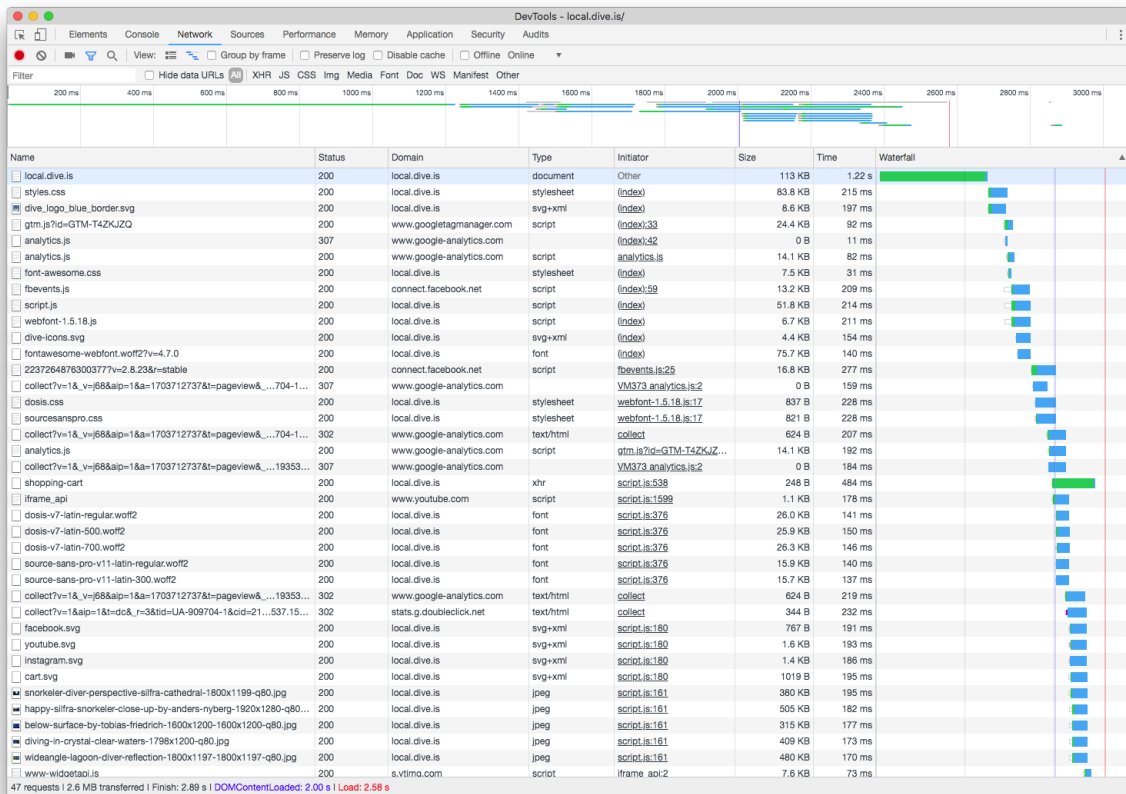 DevTools - local.dive.is/
Elements Console Network Sources Performance Memory Application Security Audits
View: Group by frame Preserve log Disable cache Offline Online
Filter Hide data URLs All XHR JS CSS Img Media Font Doc WS Manifest Other
200 ms 400 ms 600 ms 800 ms 1000 ms 1200 ms 1400 ms 1600 ms 1800 ms 2000 ms 2200 ms 2400 ms 2600 ms 2800 ms 3000 ms
Name Status Domain Type Initiator Size Time Waterfall
local.dive.is 200 local.dive.is document Other 113 KB 1.22 s
styles.css 200 local.dive.is stylesheet (index) 83.8 KB 215 ms
dive_logo_blue_border.svg 200 local.dive.is svg+xml (index) 8.6 KB 197 ms
gtm.js?id=GTM-T4ZKJZQ 200 www.googletagmanager.com script (index):33 24.4 KB 92 ms
analytics.js 307 www.google-analytics.com (index):42 0 B 11 ms
analytics.js 200 www.google-analytics.com script analytics.js 14.1 KB 82 ms
font-awesome.css 200 local.dive.is stylesheet (index) 7.5 KB 31 ms
fbevents.js 200 connect.facebook.net script (index):59 13.2 KB 209 ms
script.js 200 local.dive.is script (index) 51.8 KB 214 ms
webfont-1.5.18.js 200 local.dive.is script (index) 6.7 KB 211 ms
dive-icons.svg 200 local.dive.is svg+xml (index) 4.4 KB 154 ms
fontawesome-webfont.woff2?v=4.7.0 200 local.dive.is font (index) 75.7 KB 140 ms
223726487630037​7?v=2.8.23&r=stable 200 connect.facebook.net script fbevents.js:25 16.8 KB 277 ms
collect?v=1&_v=j68&aip=1&a=1703712737&t=pageview&_...704-1... 307 www.google-analytics.com VM373 analytics.js:2 0 B 159 ms
dosis.css 200 local.dive.is stylesheet webfont-1.5.18.js:17 837 B 228 ms
sourcesanspro.css 200 local.dive.is stylesheet webfont-1.5.18.js:17 821 B 228 ms
collect?v=1&_v=j68&aip=1&a=1703712737&t=pageview&_...704-1... 302 www.google-analytics.com text/html collect 624 B 207 ms
analytics.js 200 www.google-analytics.com script gtm.js?id=GTM-T4ZKJZ... 14.1 KB 192 ms
collect?v=1&_v=j68&aip=1&a=1703712737&t=pageview&_...19353... 307 www.google-analytics.com VM373 analytics.js:2 0 B 184 ms
shopping-cart 200 local.dive.is xhr script.js:538 248 B 484 ms
iframe_api 200 www.youtube.com script script.js:1599 1.1 KB 178 ms
dosis-v7-latin-regular.woff2 200 local.dive.is font script.js:376 26.0 KB 141 ms
dosis-v7-latin-500.woff2 200 local.dive.is font script.js:376 25.9 KB 150 ms
dosis-v7-latin-700.woff2 200 local.dive.is font script.js:376 26.3 KB 146 ms
source-sans-pro-v11-latin-regular.woff2 200 local.dive.is font script.js:376 15.9 KB 140 ms
source-sans-pro-v11-latin-300.woff2 200 local.dive.is font script.js:376 15.7 KB 137 ms
collect?v=1&_v=j68&aip=1&a=1703712737&t=pageview&_...19353... 302 www.google-analytics.com text/html collect 624 B 219 ms
collect?v=1&aip=1&t=dc&_r=3&tid=UA-909704-1&cid=21...537.15... 200 stats.g.doubleclick.net text/html collect 344 B 232 ms
facebook.svg 200 local.dive.is svg+xml script.js:180 767 B 191 ms
youtube.svg 200 local.dive.is svg+xml script.js:180 1.6 KB 193 ms
instagram.svg 200 local.dive.is svg+xml script.js:180 1.4 KB 186 ms
cart.svg 200 local.dive.is svg+xml script.js:180 1019 B 195 ms
snorkeler-diver-perspective-silfra-cathedral-1800x1199-q80.jpg 200 local.dive.is jpeg script.js:161 380 KB 195 ms
happy-silfra-snorkeler-close-up-by-anders-nyberg-1920x1280-q80... 200 local.dive.is jpeg script.js:161 505 KB 182 ms
below-surface-by-tobias-friedrich-1600x1200-1600x1200-q80.jpg 200 local.dive.is jpeg script.js:161 315 KB 177 ms
diving-in-crystal-clear-waters-1798x1200-q80.jpg 200 local.dive.is jpeg script.js:161 409 KB 173 ms
wideangle-lagoon-diver-reflection-1800x1197-1800x1197-q80.jpg 200 local.dive.is jpeg script.js:161 480 KB 170 ms
www-widgetapi.js 200 s.ytimg.com script iframe_api:2 7.6 KB 73 ms
47 requests | 2.6 MB transferred | Finish: 2.89 s | DOMContentLoaded: 2.00 s | Load: 2.58 s